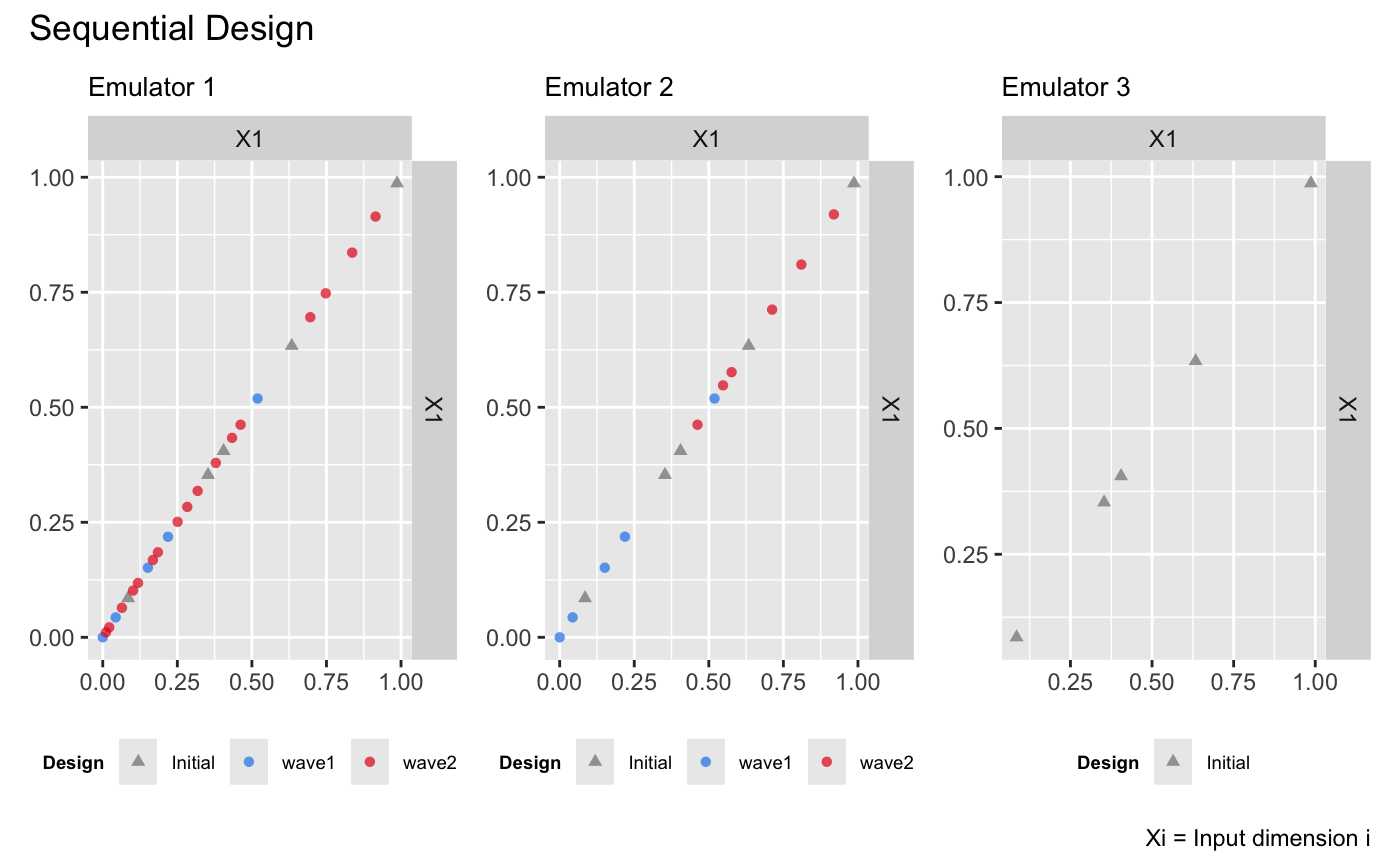 Sequential Design
Emulator 1
Emulator 2
Emulator 3
X1
X1
X1
1.00
0.75
0.50
0.25
0.00
X1
1.00
0.75
0.50
0.25
0.00
X1
1.00
0.75
0.50
0.25
X1
0.00 0.25 0.50 0.75 1.00
0.00 0.25 0.50 0.75 1.00
0.25 0.50 0.75 1.00
Design Initial wave1 wave2
Design Initial wave1 wave2
Design Initial
Xi = Input dimension i